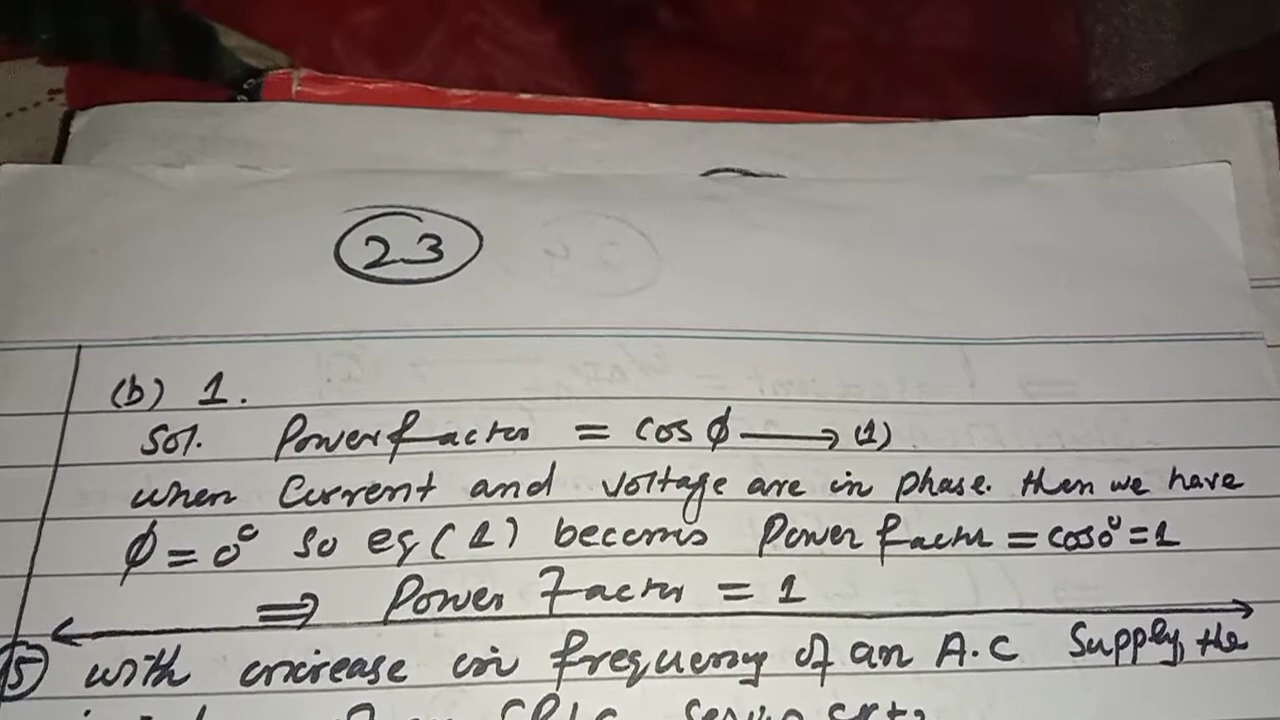 23
(b) 1.
Sol. Power factor = cos ϕ ⟶ (1)
when Current and voltage are in phase. then we have
ϕ = 0° so eq (1) becomes Power factor = cos0° = 1
⟹ Power Factor = 1
(5) with increase in frequency of an A.C Supply, the